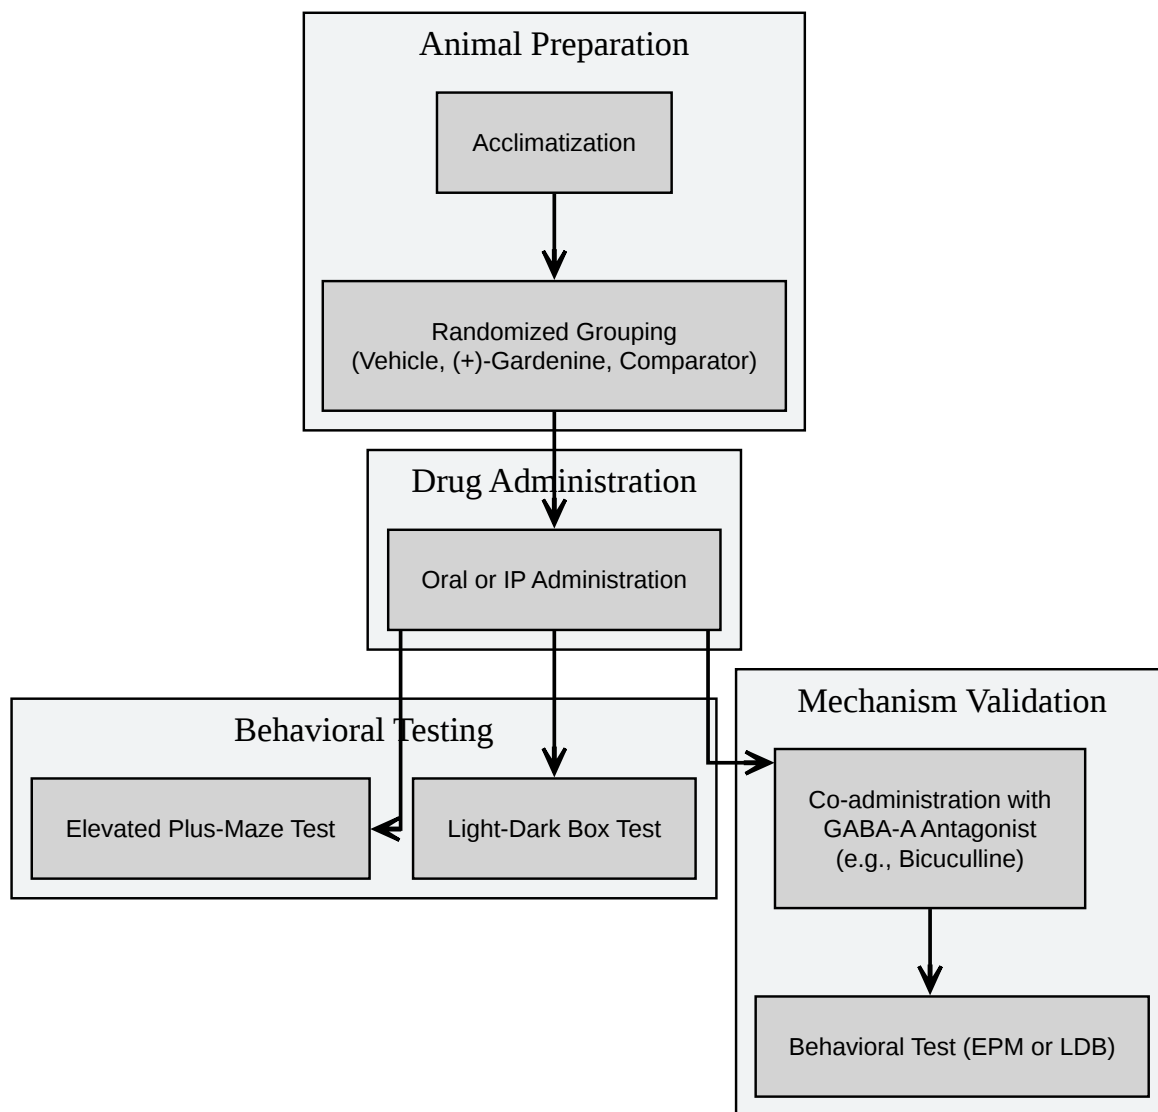 Animal Preparation
Acclimatization
Randomized Grouping
(Vehicle, (+)-Gardenine, Comparator)
Drug Administration
Oral or IP Administration
Behavioral Testing
Elevated Plus-Maze Test
Light-Dark Box Test
Mechanism Validation
Co-administration with
GABA-A Antagonist
(e.g., Bicuculline)
Behavioral Test (EPM or LDB)